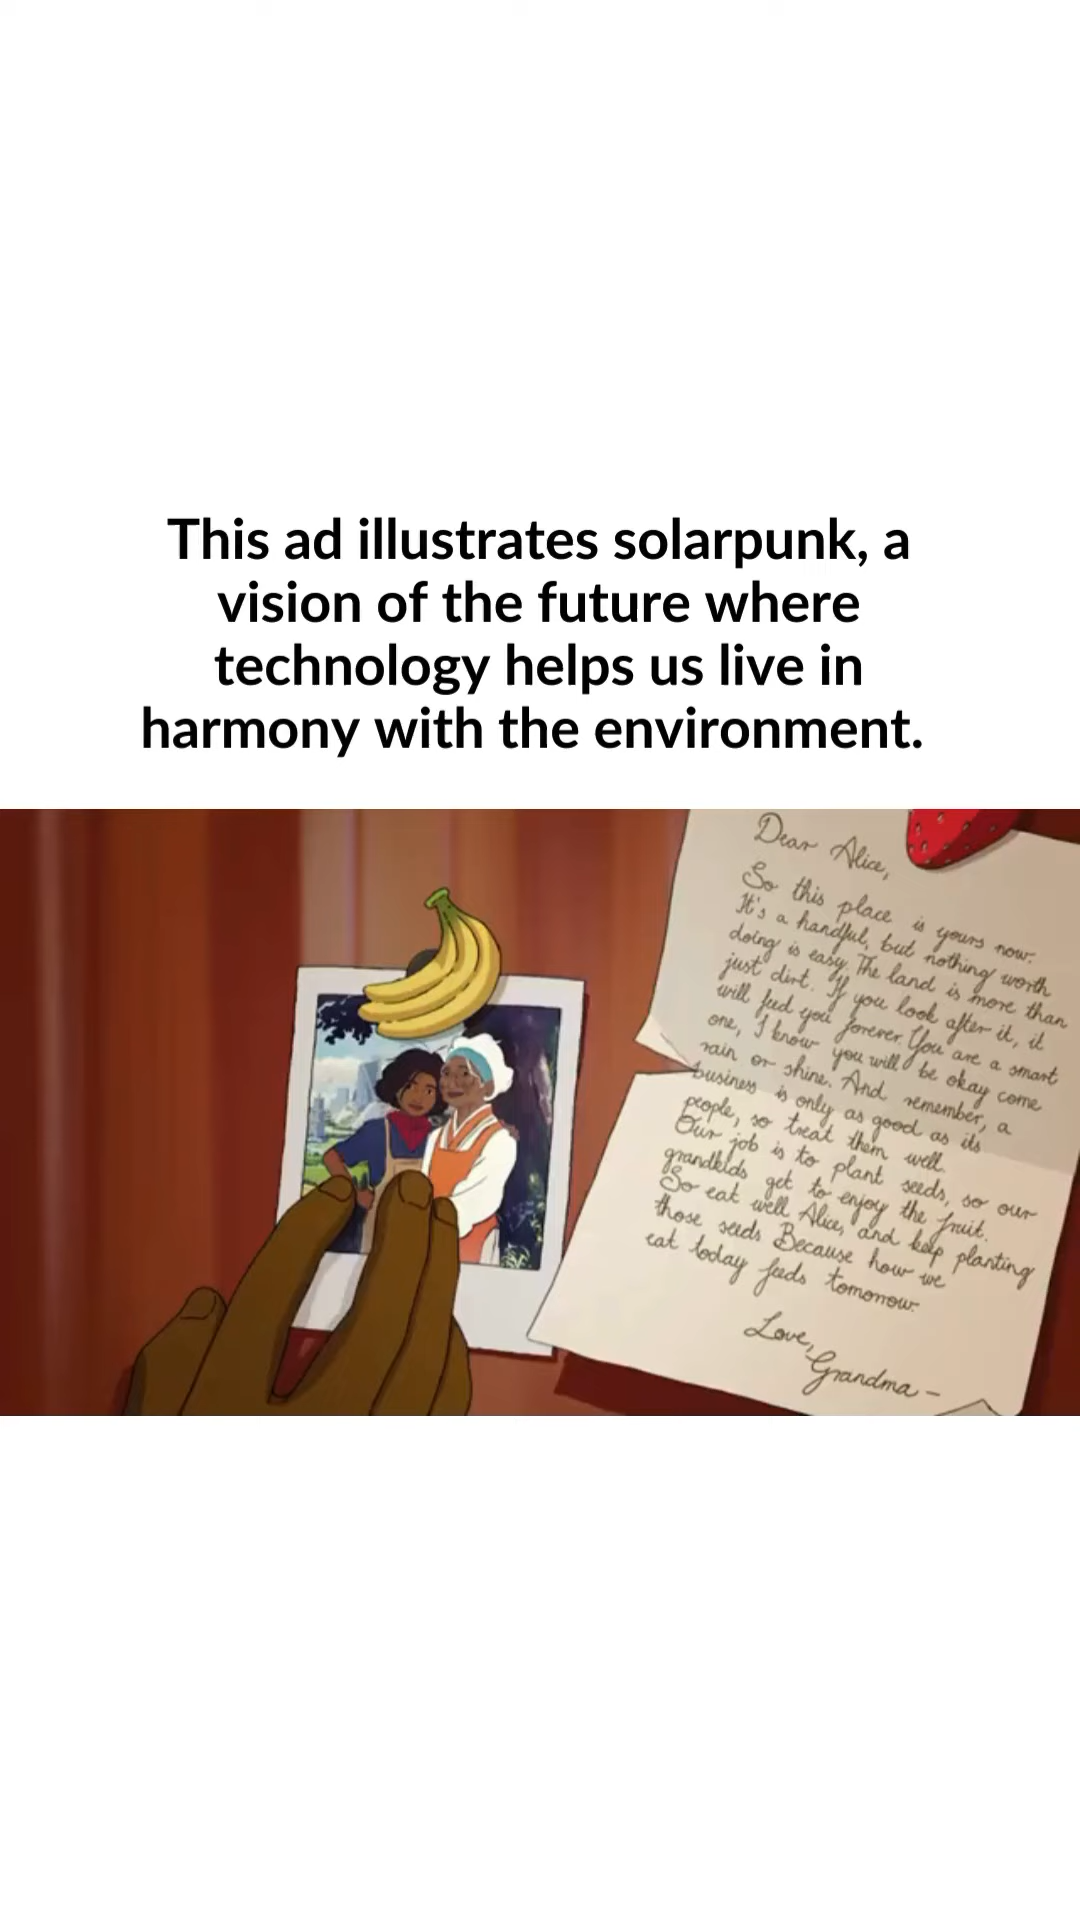 This ad illustrates solarpunk, a
vision of the future where
technology helps us live in
harmony with the environment.
Dear Alice,
So this place is yours now.
It's a handful, but nothing worth
doing is easy. The land is more than
just dirt. If you look after it, it
will feed you forever. You are a smart
one, I know you will be okay come
rain or shine. And remember, a
business is only as good as its
people, so treat them well.
Our job is to plant seeds, so our
grandkids get to enjoy the fruit.
So eat well Alice, and keep planting
those seeds Because how we
eat today feeds tomorrow.
Love,
Grandma -